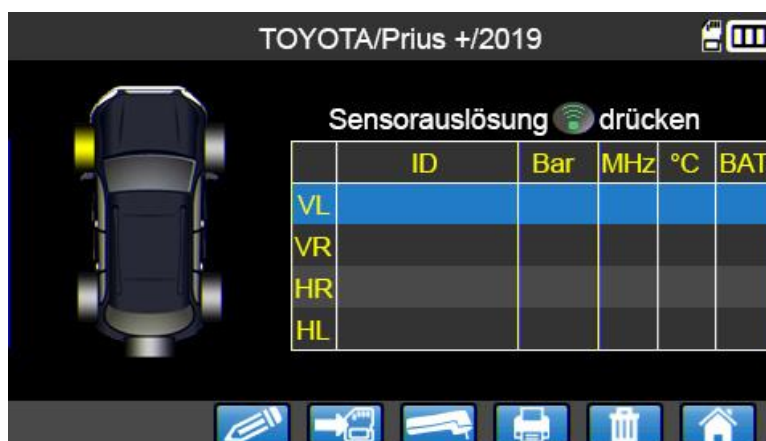 TOYOTA/Prius +/2019
Sensorauslösung drücken
ID Bar MHz °C BAT
VL
VR
HR
HL